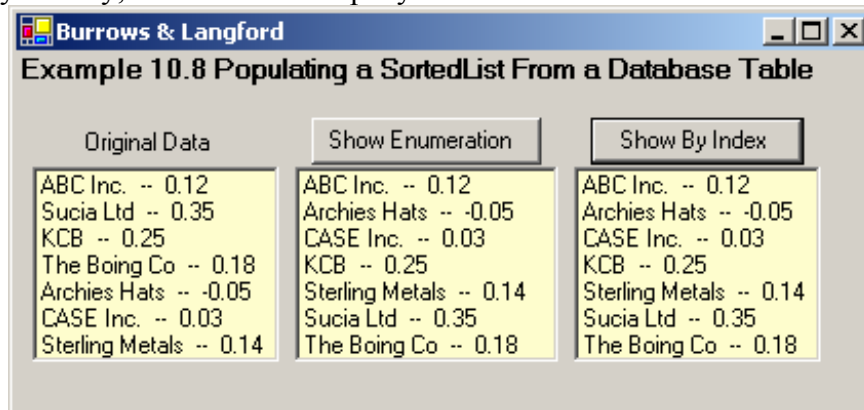 Burrows & Langford
Example 10.8 Populating a SortedList From a Database Table
Original Data
ABC Inc. -- 0.12
Sucia Ltd -- 0.35
KCB -- 0.25
The Boing Co -- 0.18
Archies Hats -- -0.05
CASE Inc. -- 0.03
Sterling Metals -- 0.14
Show Enumeration
ABC Inc. -- 0.12
Archies Hats -- -0.05
CASE Inc. -- 0.03
KCB -- 0.25
Sterling Metals -- 0.14
Sucia Ltd -- 0.35
The Boing Co -- 0.18
Show By Index
ABC Inc. -- 0.12
Archies Hats -- -0.05
CASE Inc. -- 0.03
KCB -- 0.25
Sterling Metals -- 0.14
Sucia Ltd -- 0.35
The Boing Co -- 0.18